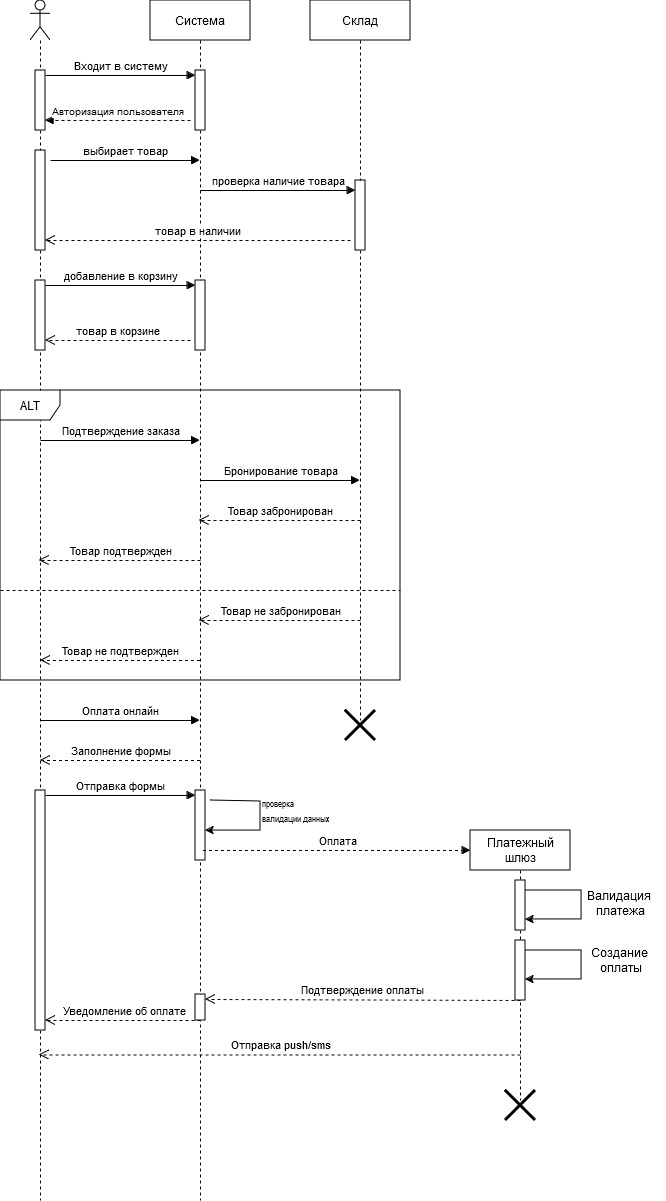 Система
Склад
Входит в систему
Авторизация пользователя
выбирает товар
проверка наличие товара
товар в наличии
добавление в корзину
товар в корзине
ALT
Подтверждение заказа
Бронирование товара
Товар забронирован
Товар подтвержден
Товар не забронирован
Товар не подтвержден
Оплата онлайн
Заполнение формы
Отправка формы
проверка
валидации данных
Оплата
Платежный
шлюз
Валидация
платежа
Создание
оплаты
Подтверждение оплаты
Уведомление об оплате
Отправка push/sms